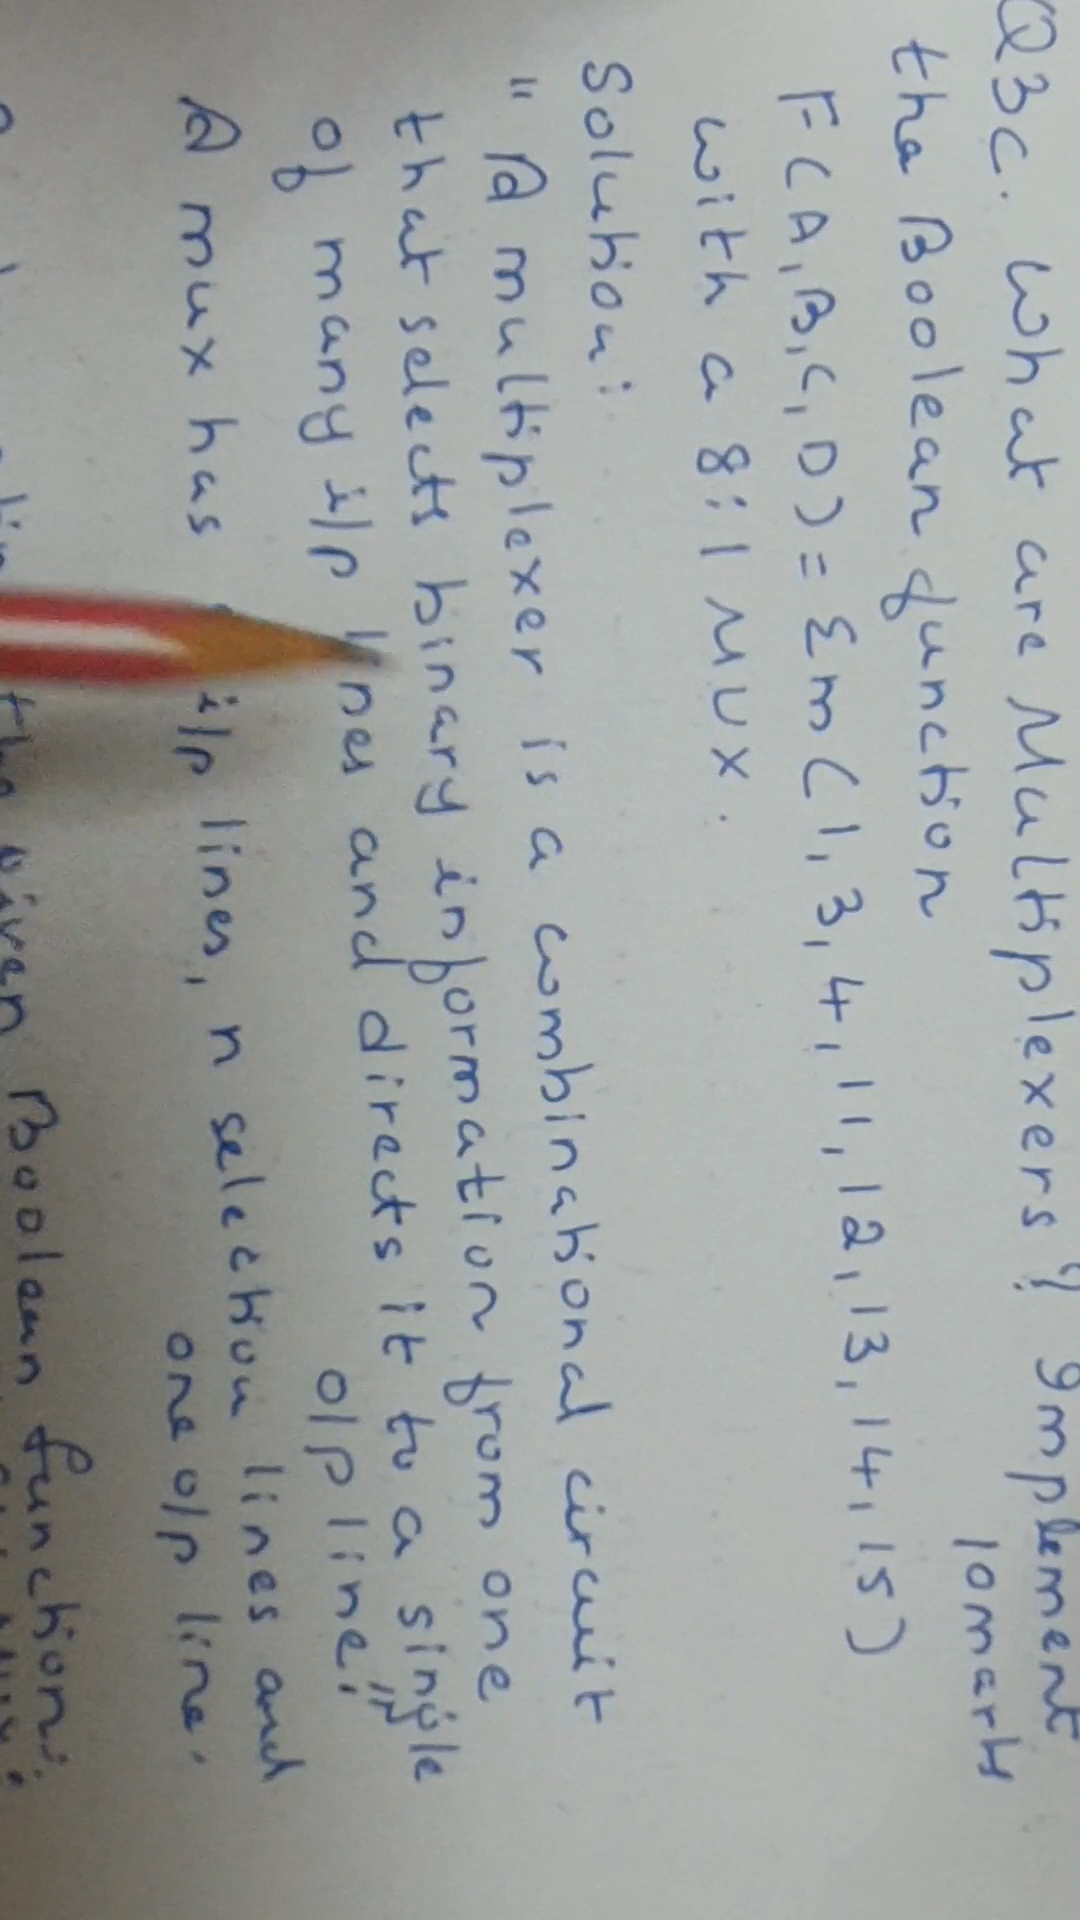 Q3c. What are Multiplexers? Implement
the Boolean function 10marks
F(A,B,C,D) = Σm(1,3,4,11,12,13,14,15)
with a 8:1 MUX.
Solution:
"A multiplexer is a combinational circuit
that selects binary information from one
of many i/p lines and directs it to a single
o/p line."
A mux has i/p lines, n selection lines and
one o/p line.
the given Boolean function: